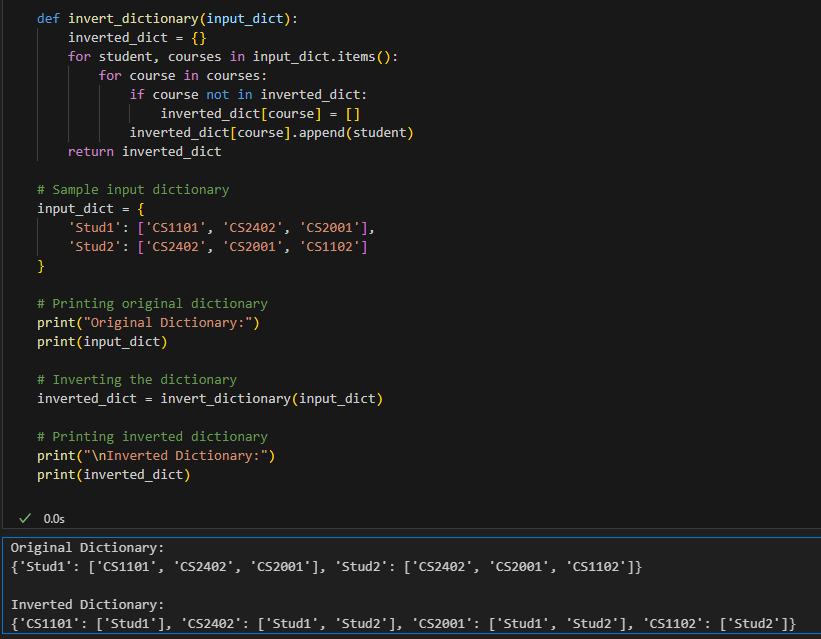 def invert_dictionary(input_dict):
    inverted_dict = {}
    for student, courses in input_dict.items():
        for course in courses:
            if course not in inverted_dict:
                inverted_dict[course] = []
            inverted_dict[course].append(student)
    return inverted_dict

# Sample input dictionary
input_dict = {
    'Stud1': ['CS1101', 'CS2402', 'CS2001'],
    'Stud2': ['CS2402', 'CS2001', 'CS1102']
}

# Printing original dictionary
print("Original Dictionary:")
print(input_dict)

# Inverting the dictionary
inverted_dict = invert_dictionary(input_dict)

# Printing inverted dictionary
print("\nInverted Dictionary:")
print(inverted_dict)

0.0s
Original Dictionary:
{'Stud1': ['CS1101', 'CS2402', 'CS2001'], 'Stud2': ['CS2402', 'CS2001', 'CS1102']}

Inverted Dictionary:
{'CS1101': ['Stud1'], 'CS2402': ['Stud1', 'Stud2'], 'CS2001': ['Stud1', 'Stud2'], 'CS1102': ['Stud2']}